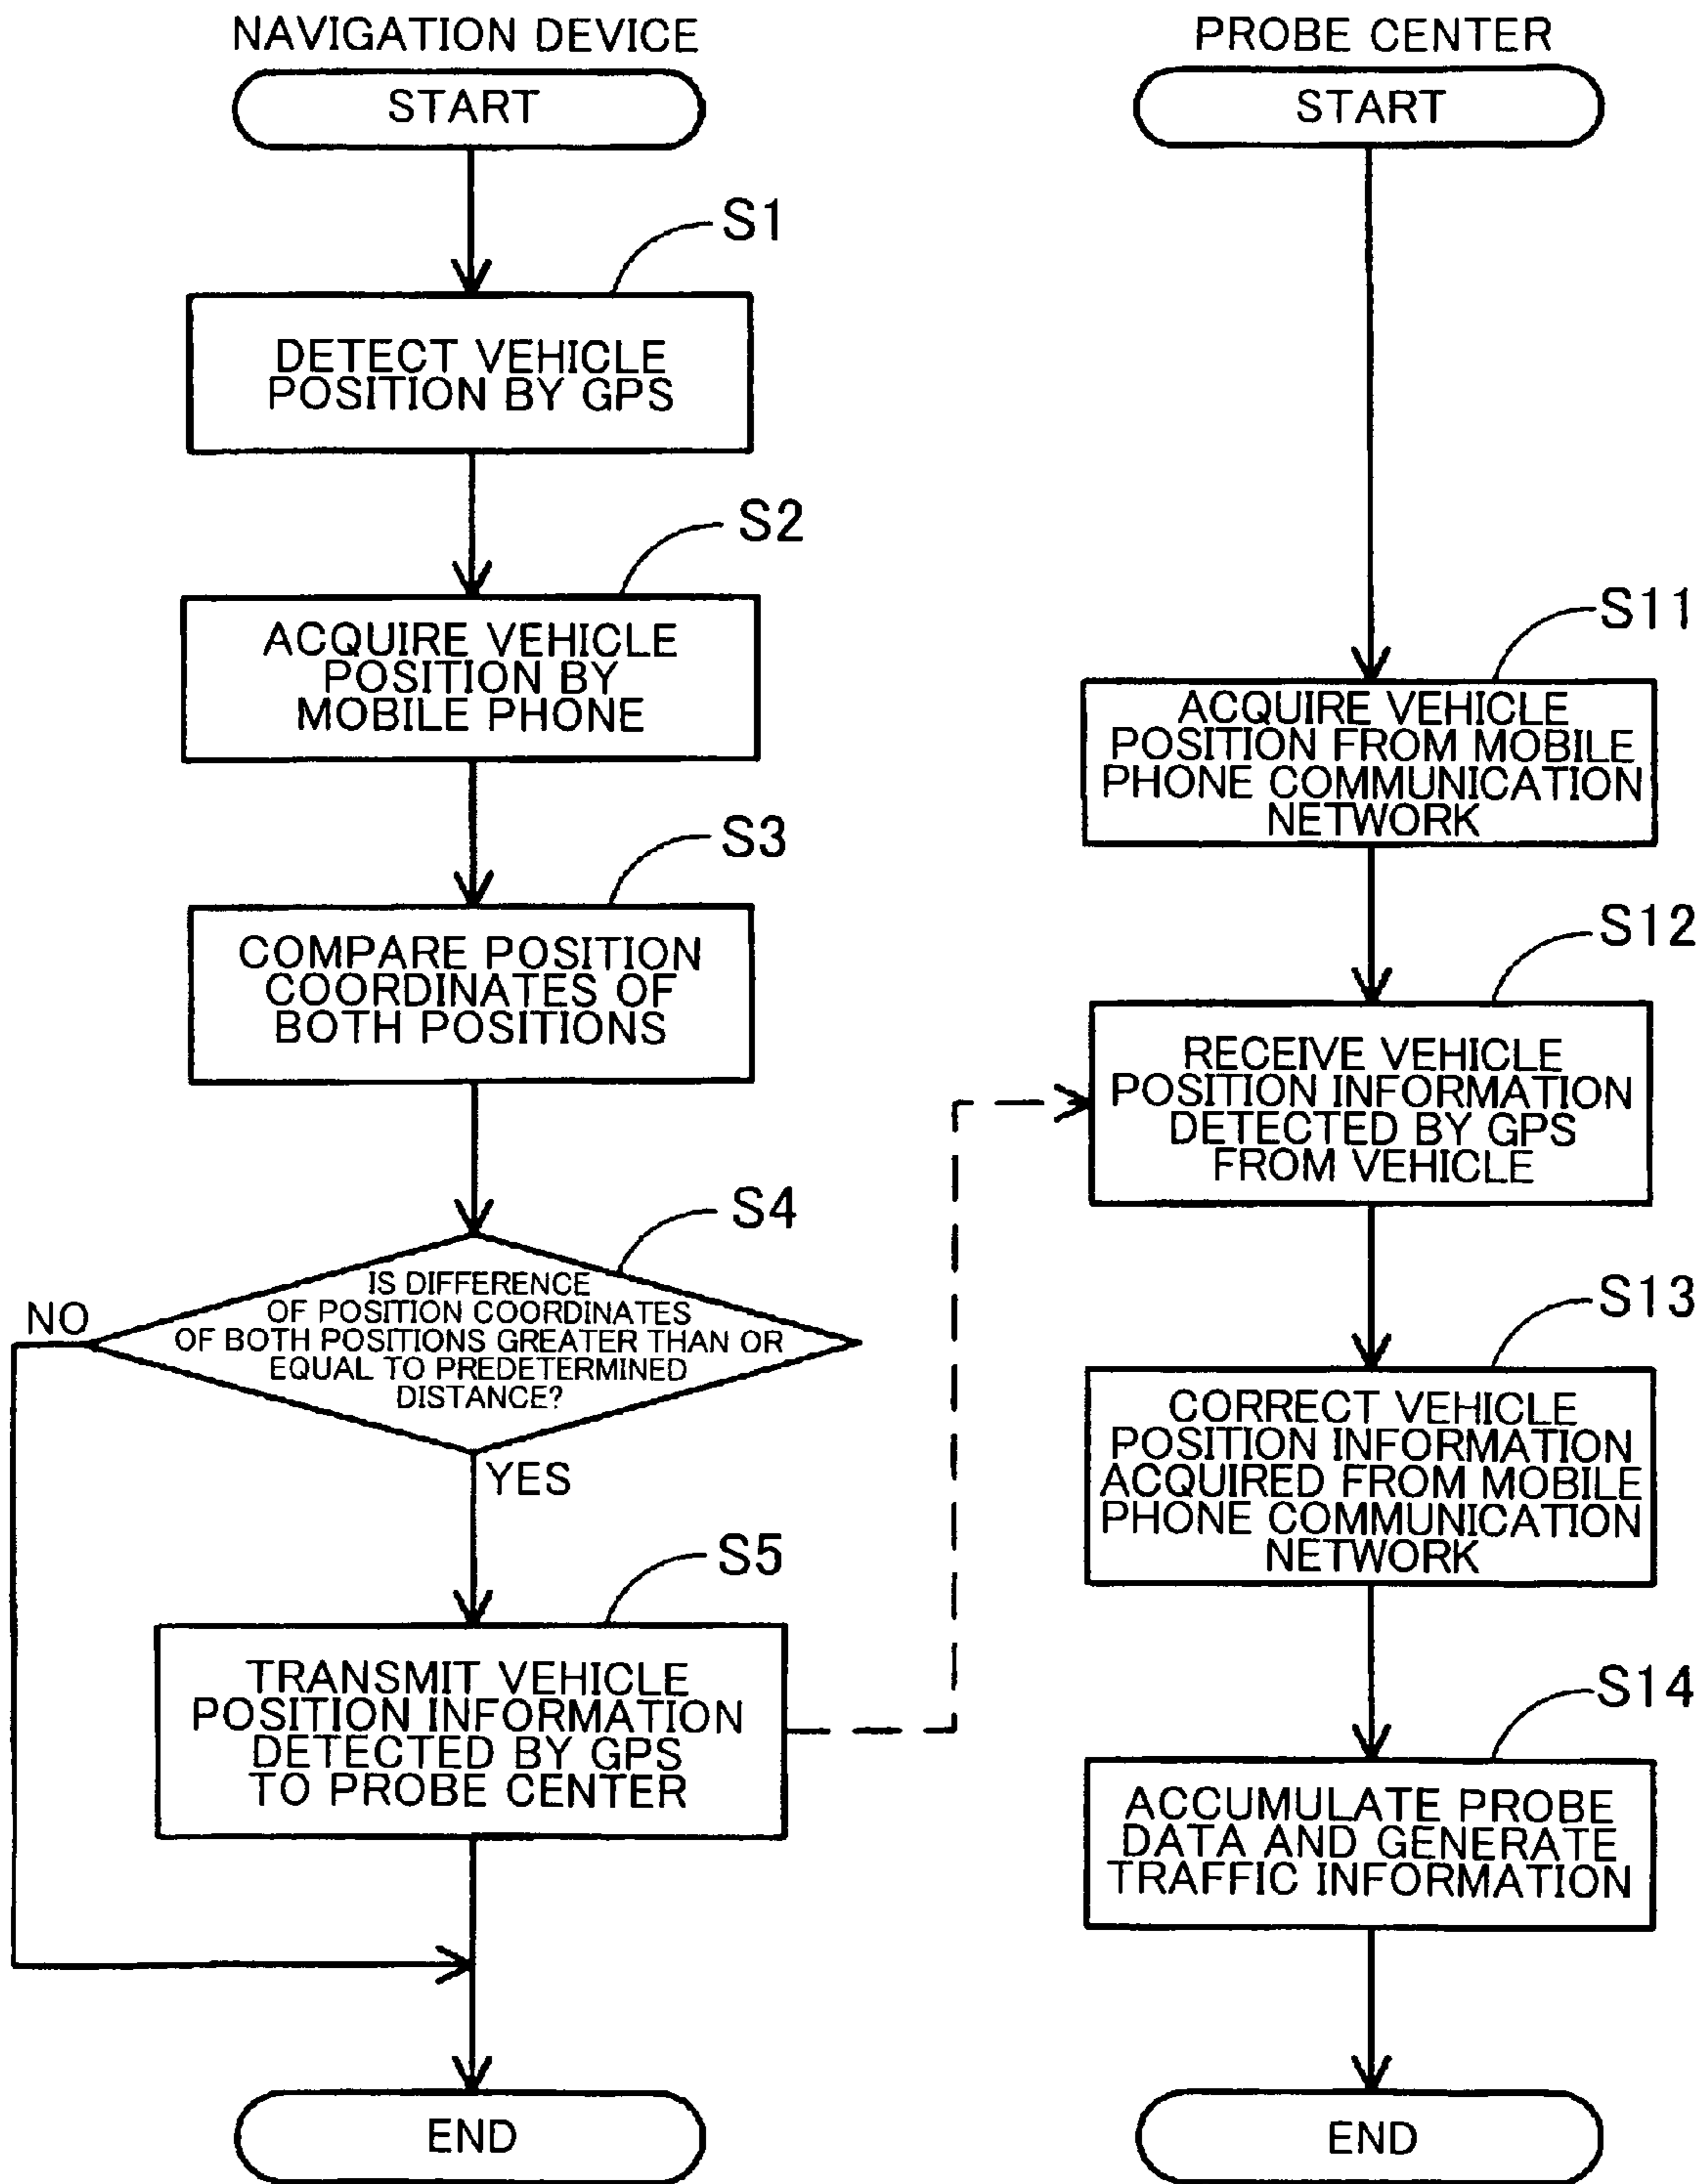 NAVIGATION DEVICE
START
S1
DETECT VEHICLE
POSITION BY GPS
S2
ACQUIRE VEHICLE
POSITION BY
MOBILE PHONE
S3
COMPARE POSITION
COORDINATES OF
BOTH POSITIONS
S4
IS DIFFERENCE
OF POSITION COORDINATES
OF BOTH POSITIONS GREATER THAN OR
EQUAL TO PREDETERMINED
DISTANCE?
NO
YES
S5
TRANSMIT VEHICLE
POSITION INFORMATION
DETECTED BY GPS
TO PROBE CENTER
END
PROBE CENTER
START
S11
ACQUIRE VEHICLE
POSITION FROM MOBILE
PHONE COMMUNICATION
NETWORK
S12
RECEIVE VEHICLE
POSITION INFORMATION
DETECTED BY GPS
FROM VEHICLE
S13
CORRECT VEHICLE
POSITION INFORMATION
ACQUIRED FROM MOBILE
PHONE COMMUNICATION
NETWORK
S14
ACCUMULATE PROBE
DATA AND GENERATE
TRAFFIC INFORMATION
END